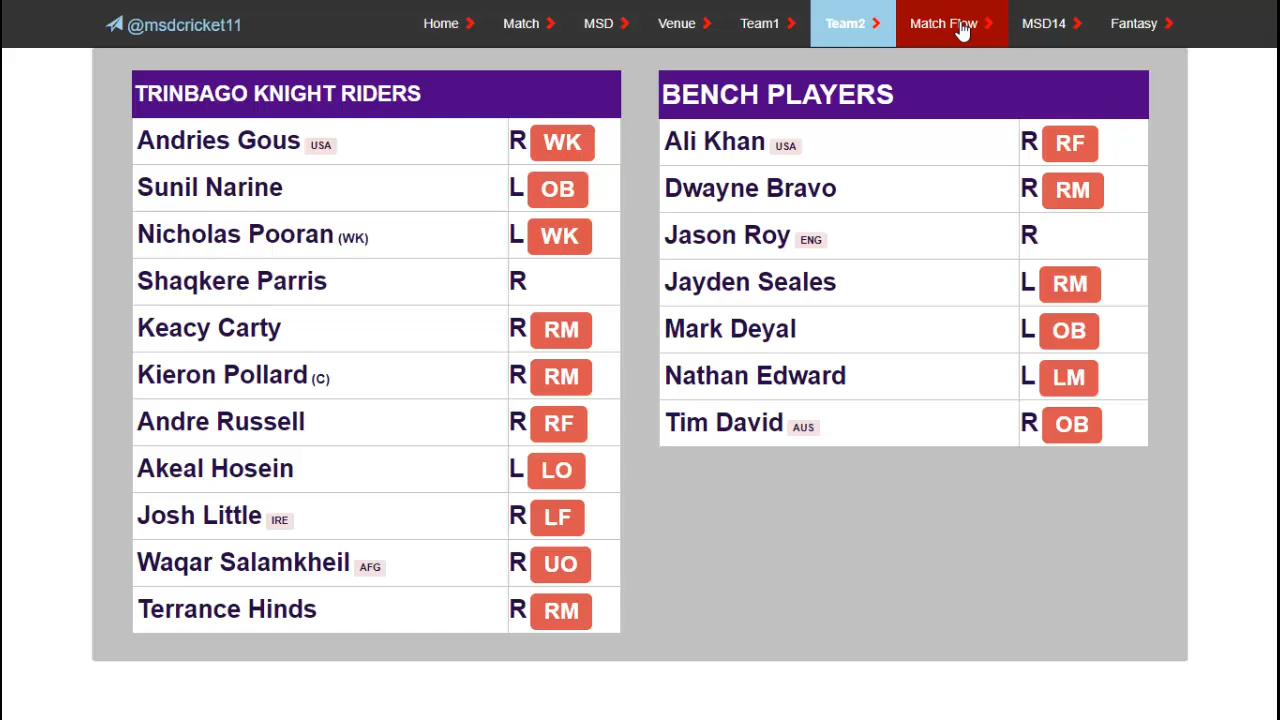 @msdcricket11 Home Match MSD Venue Team1 Team2 Match Flow MSD14 Fantasy
TRINBAGO KNIGHT RIDERS
Andries Gous USA R WK
Sunil Narine L OB
Nicholas Pooran (WK) L WK
Shaqkere Parris R
Keacy Carty R RM
Kieron Pollard (C) R RM
Andre Russell R RF
Akeal Hosein L LO
Josh Little IRE R LF
Waqar Salamkheil AFG R UO
Terrance Hinds R RM
BENCH PLAYERS
Ali Khan USA R RF
Dwayne Bravo R RM
Jason Roy ENG R
Jayden Seales L RM
Mark Deyal L OB
Nathan Edward L LM
Tim David AUS R OB